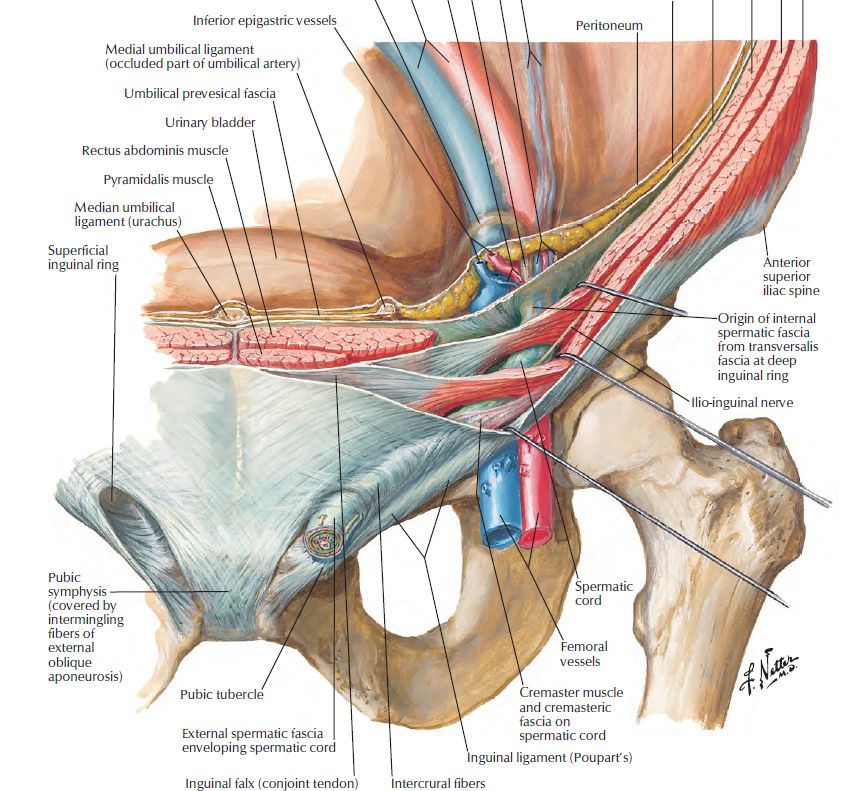 Inferior epigastric vessels
Peritoneum
Medial umbilical ligament
(occluded part of umbilical artery)
Umbilical prevesical fascia
Urinary bladder
Rectus abdominis muscle
Pyramidalis muscle
Median umbilical
ligament (urachus)
Superficial
inguinal ring
Anterior
superior
iliac spine
Origin of internal
spermatic fascia
from transversalis
fascia at deep
inguinal ring
Ilio-inguinal nerve
Pubic
symphysis
(covered by
intermingling
fibers of
external
oblique
aponeurosis)
Spermatic
cord
Femoral
vessels
Pubic tubercle
Cremaster muscle
and cremasteric
fascia on
spermatic cord
External spermatic fascia
enveloping spermatic cord
Inguinal ligament (Poupart's)
Inguinal falx (conjoint tendon)
Intercrural fibers
F. Netter
M.D.